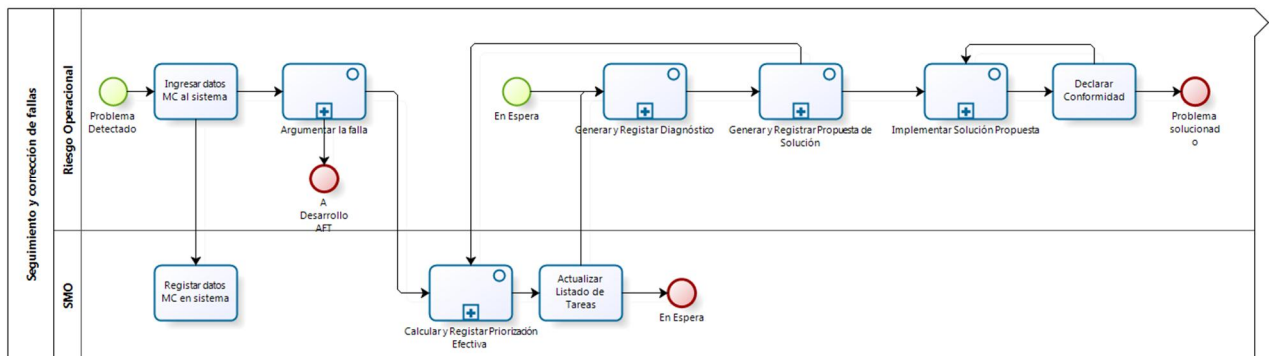 Seguimiento y corrección de fallas
Riesgo Operacional
Problema
Detectado
Ingresar datos
MC al sistema
Argumentar la falla
A
Desarrollo
AFT
En Espera
Generar y Registrar Diagnóstico
Generar y Registrar Propuesta de
Solución
Implementar Solución Propuesta
Declarar
Conformidad
Problema
solucionad
o
SMO
Registar datos
MC en sistema
Calcular y Registrar Priorización
Efectiva
Actualizar
Listado de
Tareas
En Espera